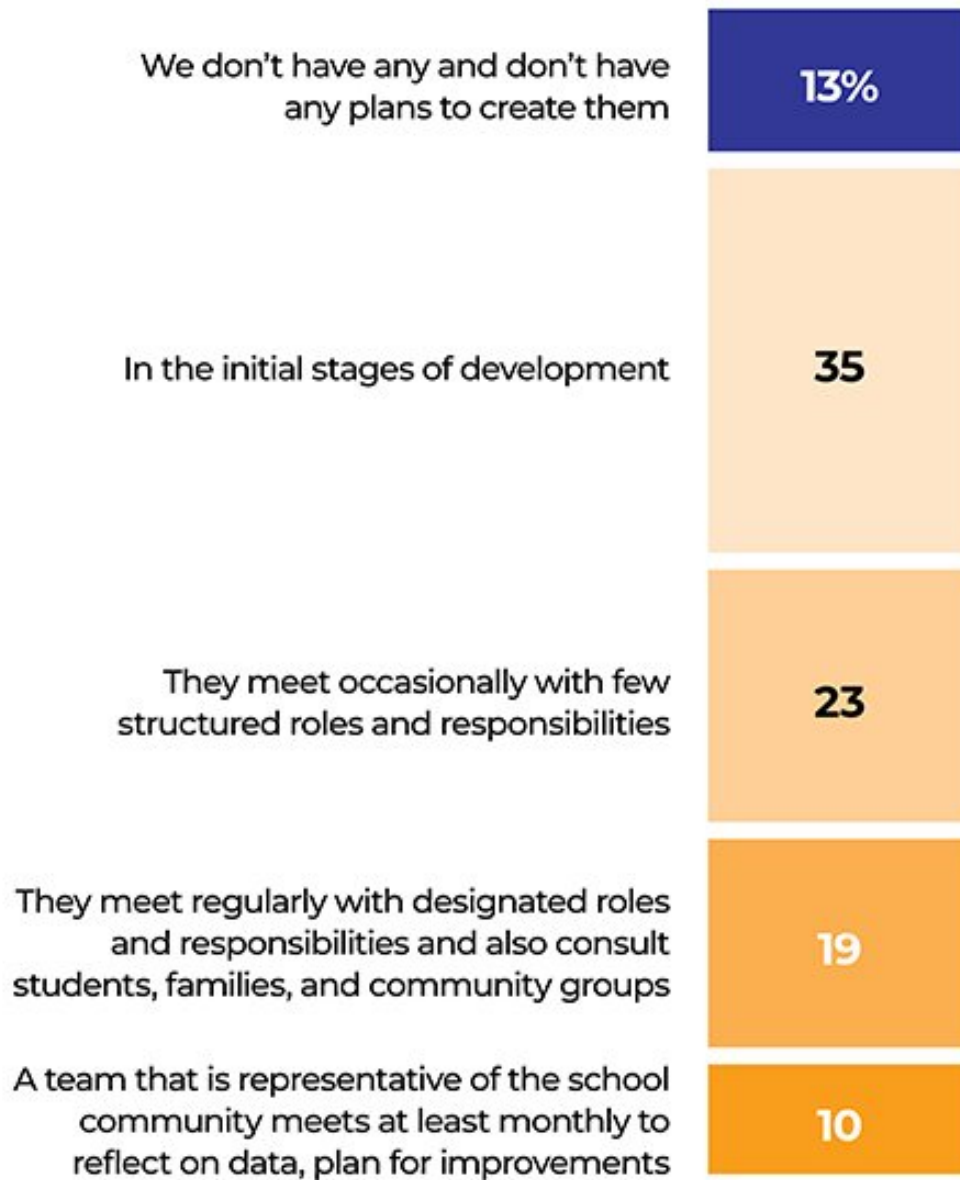 We don't have any and don't have
any plans to create them
13%
In the initial stages of development
35
They meet occasionally with few
structured roles and responsibilities
23
They meet regularly with designated roles
and responsibilities and also consult
students, families, and community groups
19
A team that is representative of the school
community meets at least monthly to
reflect on data, plan for improvements
10